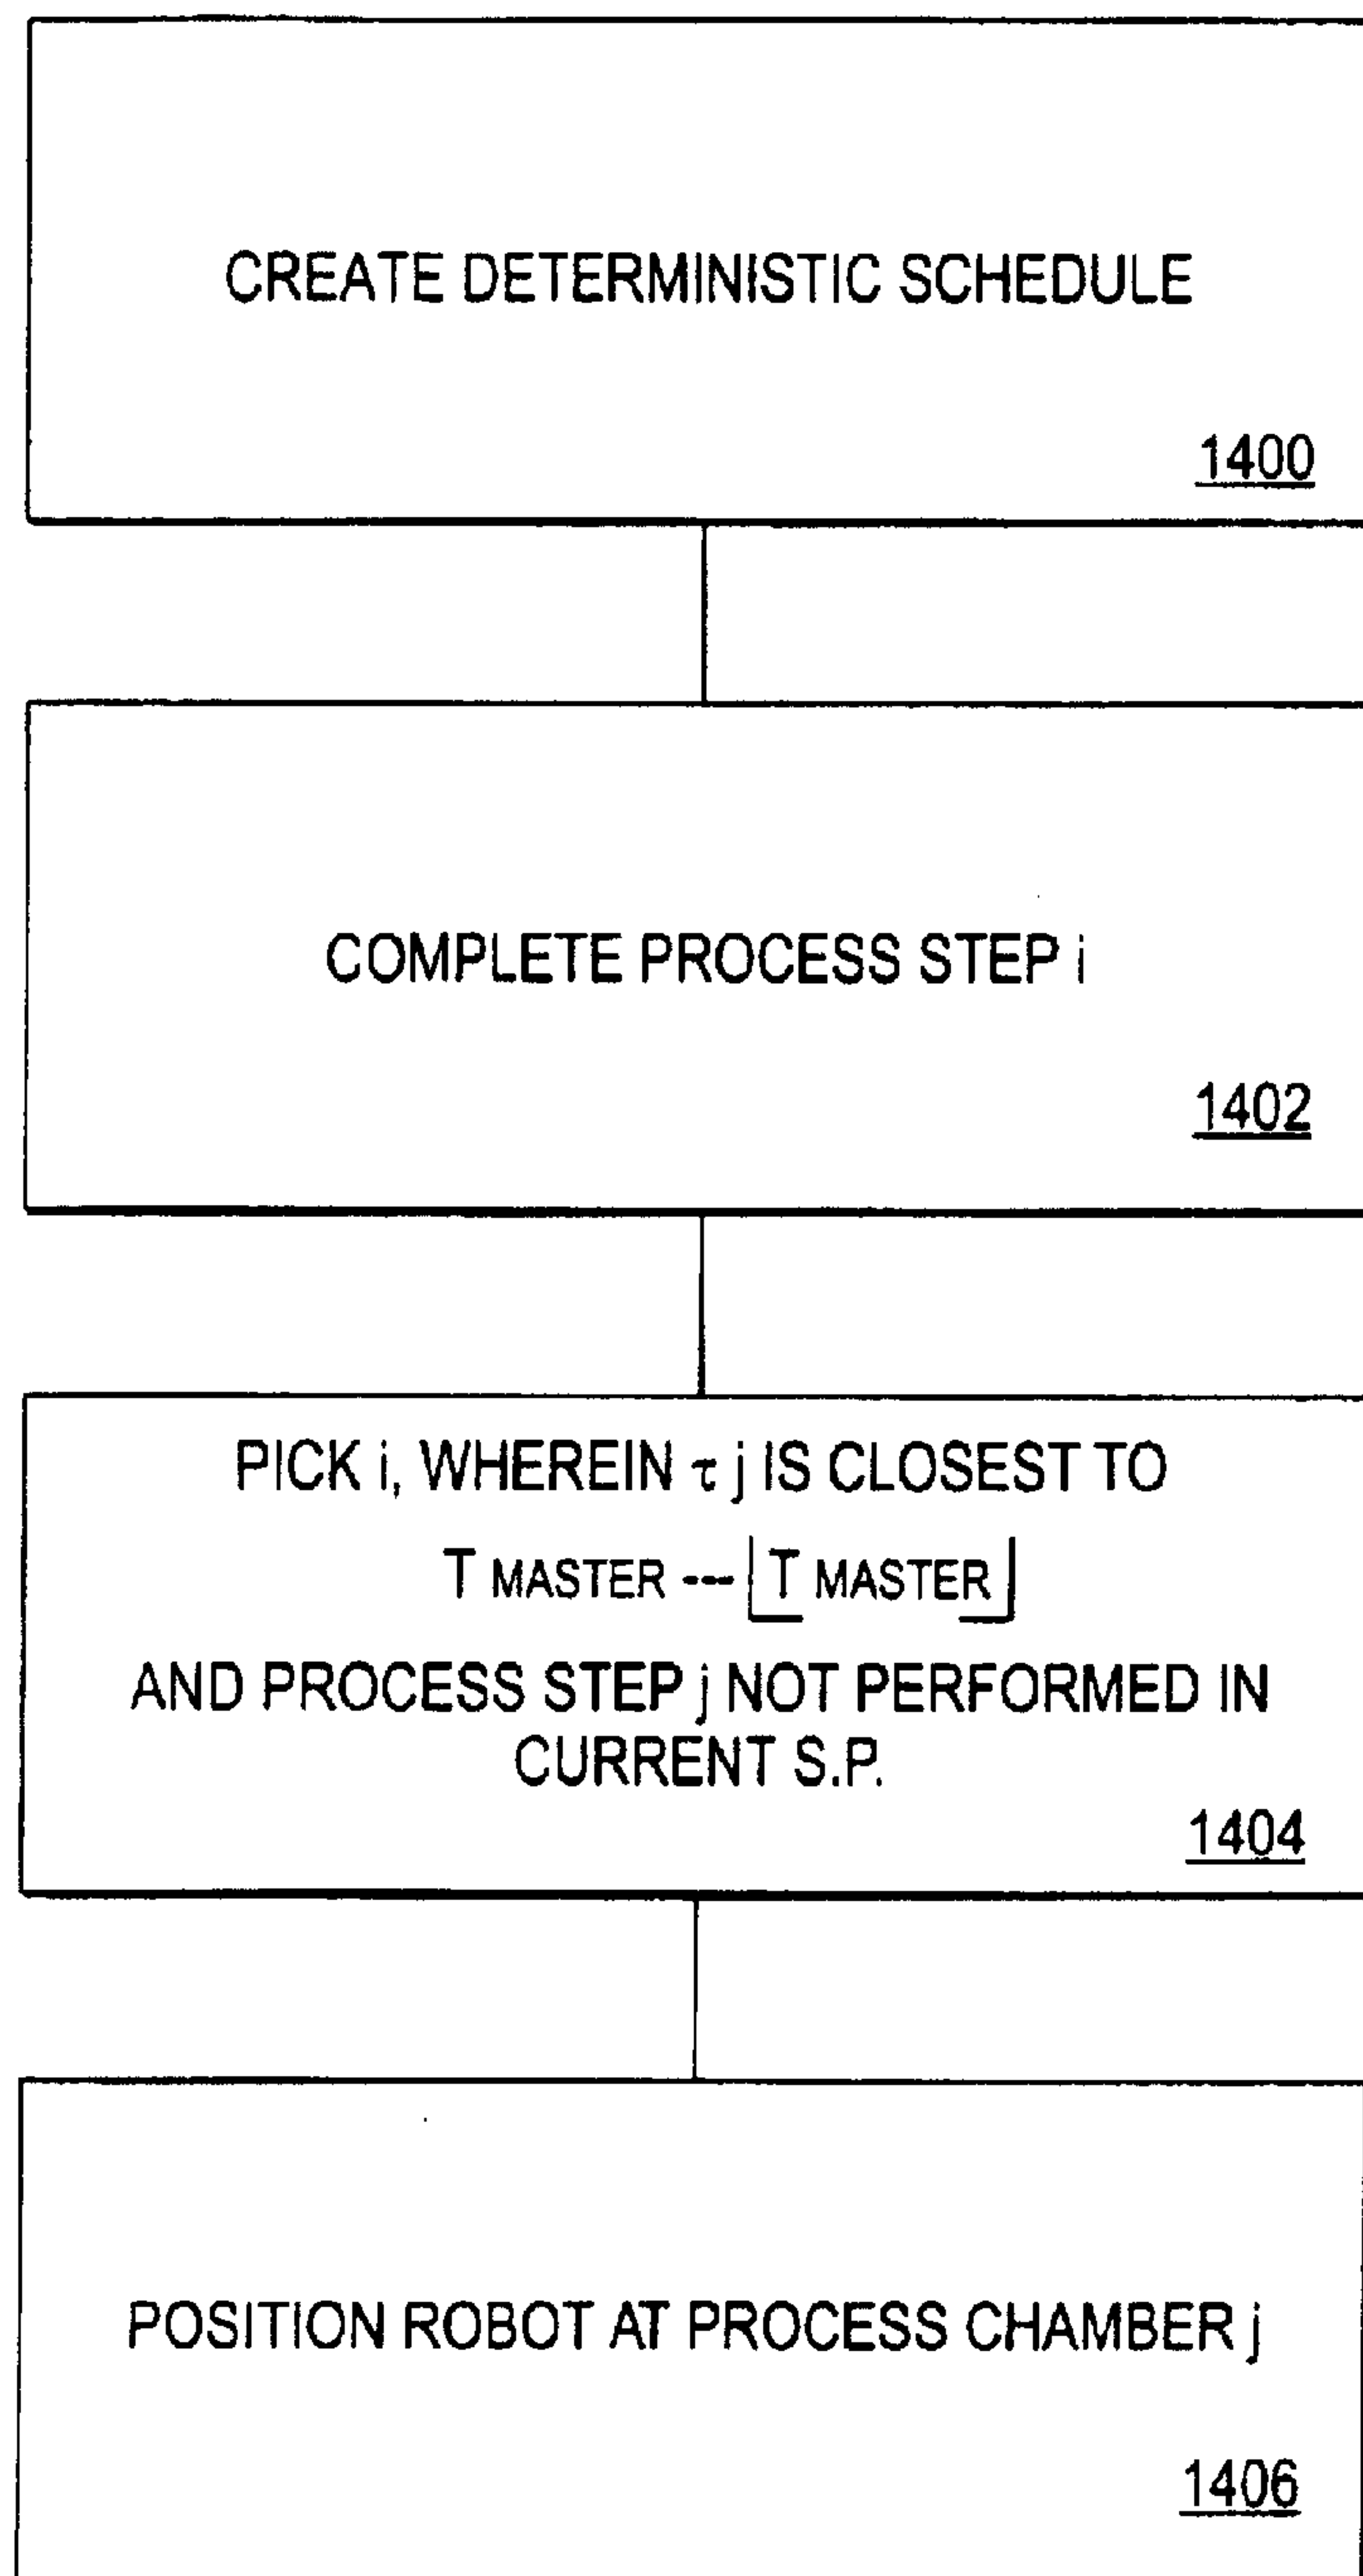 CREATE DETERMINISTIC SCHEDULE
1400
COMPLETE PROCESS STEP i
1402
PICK i, WHEREIN τ j IS CLOSEST TO
T MASTER --- ⌊T MASTER⌋
AND PROCESS STEP j NOT PERFORMED IN
CURRENT S.P.
1404
POSITION ROBOT AT PROCESS CHAMBER j
1406